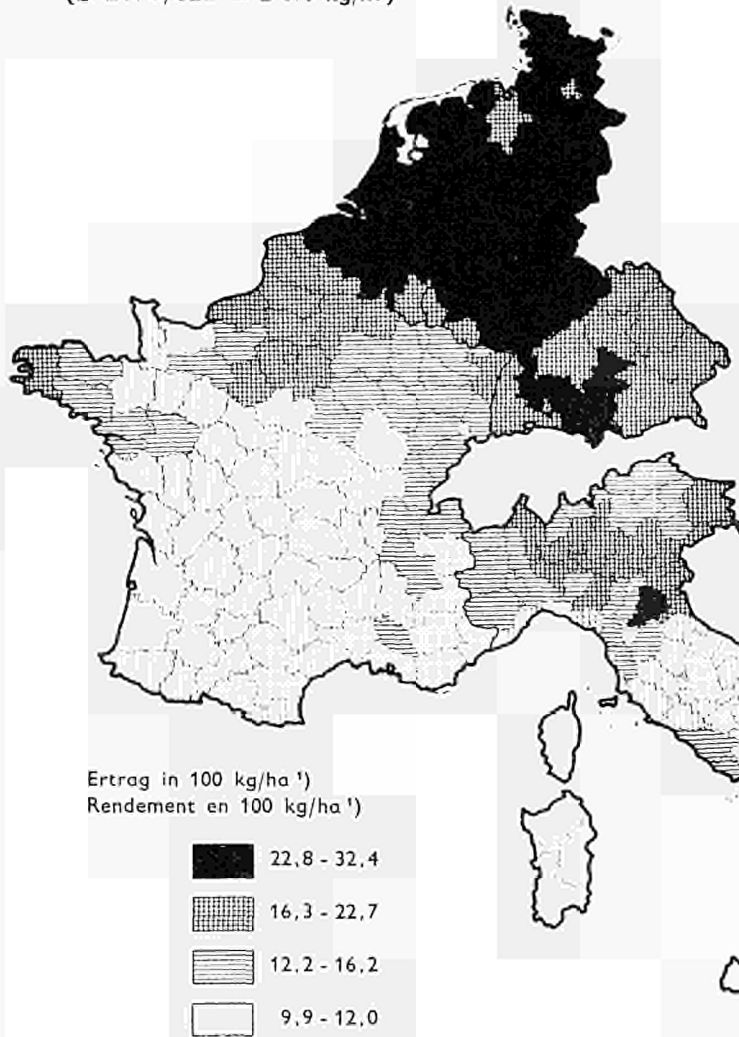 Ertrag in 100 kg/ha ¹)
Rendement en 100 kg/ha ¹)
22,8 - 32,4
16,3 - 22,7
12,2 - 16,2
9,9 - 12,0